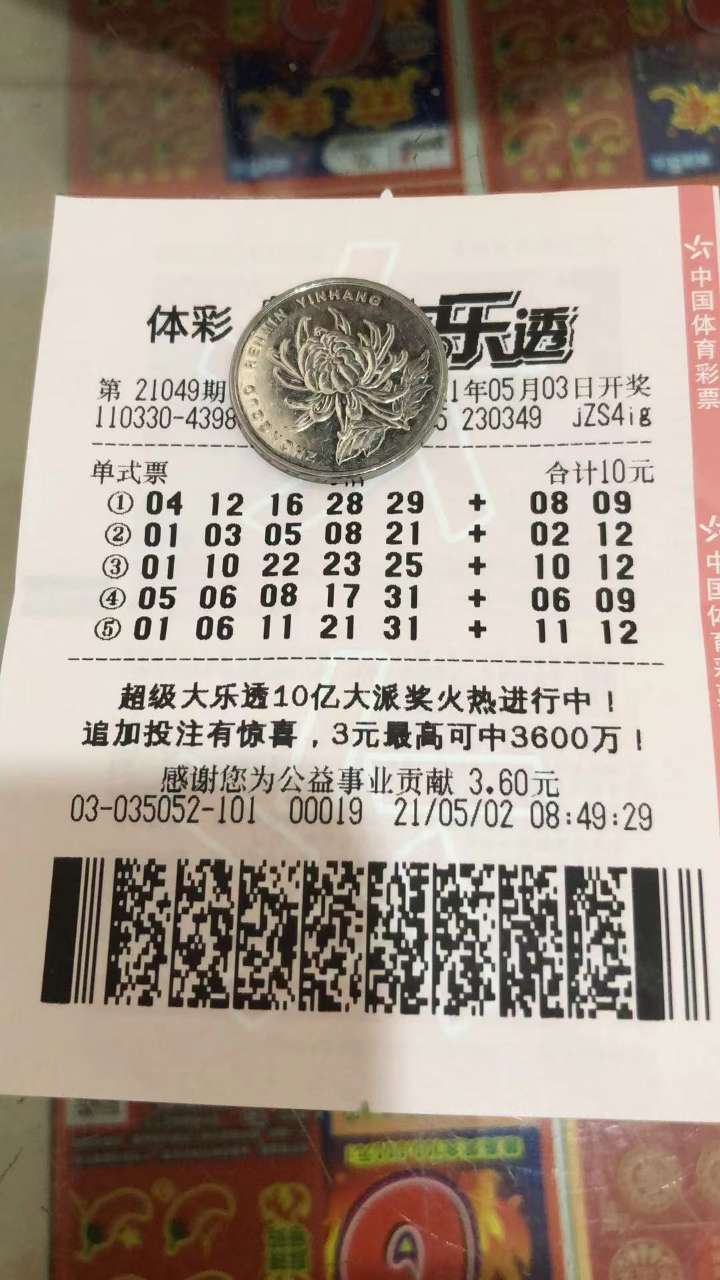 体彩 乐透
第 21049期 1年05月03日开奖
110330-4398 230349 jZS4ig
单式票 合计10元
① 04 12 16 28 29 + 08 09
② 01 03 05 08 21 + 02 12
③ 01 10 22 23 25 + 10 12
④ 05 06 08 17 31 + 06 09
⑤ 01 06 11 21 31 + 11 12
超级大乐透10亿大派奖火热进行中！
追加投注有惊喜，3元最高可中3600万！
感谢您为公益事业贡献 3.60元
03-035052-101 00019 21/05/02 08:49:29
ZHONGGUO RENMIN YINHANG
中国体育彩票